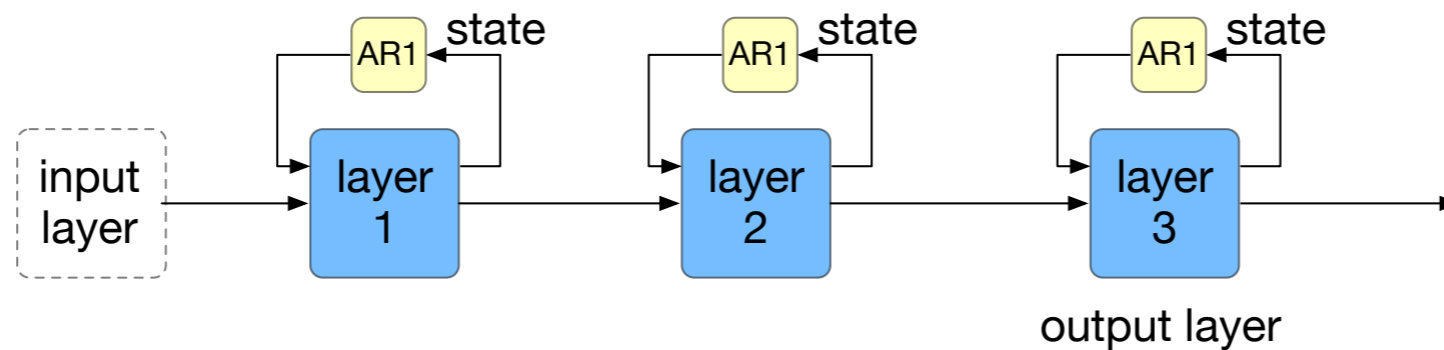 AR1
state
AR1
state
AR1
state
input
layer
layer
1
layer
2
layer
3
output layer